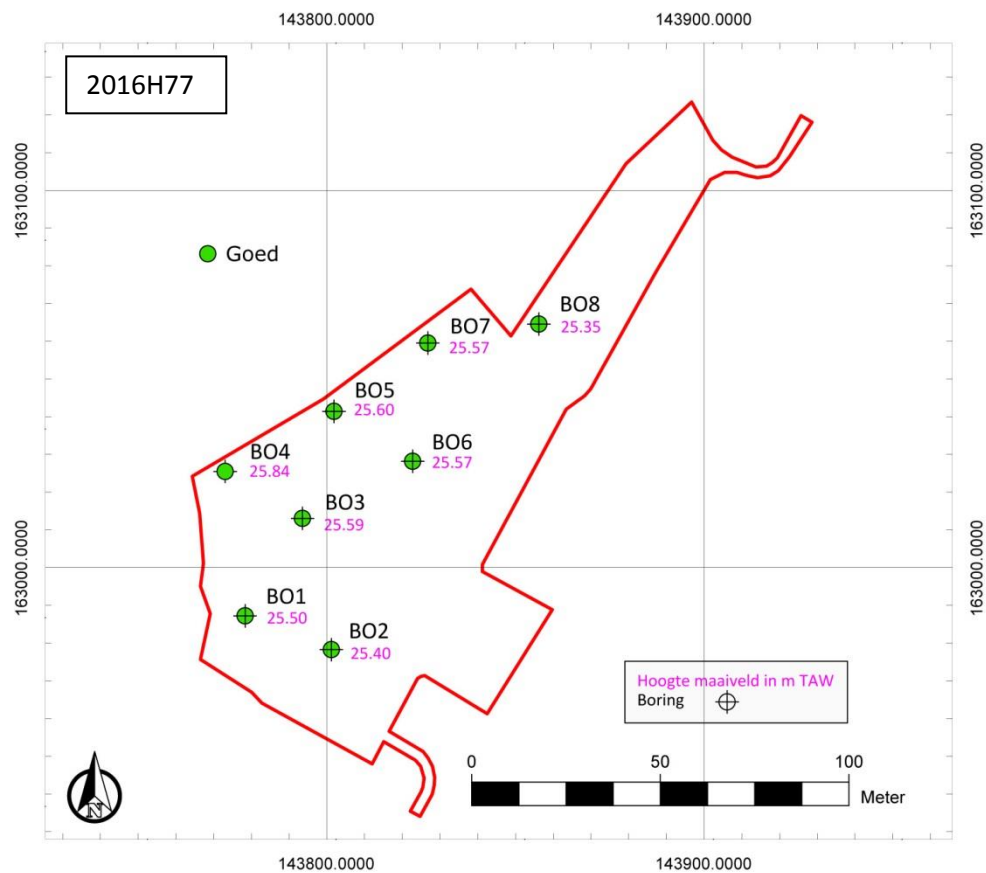 143800.0000 143900.0000
2016H77
163100.0000 163100.0000
Goed
BO8
25.35
BO7
25.57
BO5
25.60
BO6
25.57
BO4
25.84
BO3
25.59
163000.0000 163000.0000
BO1
25.50
BO2
25.40
Hoogte maaiveld in m TAW
Boring
0 50 100
Meter
N
143800.0000 143900.0000